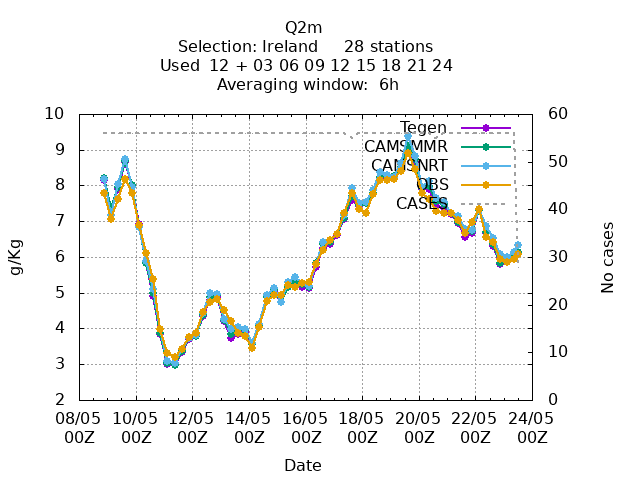 Q2m
Selection: Ireland 28 stations
Used 12 + 03 06 09 12 15 18 21 24
Averaging window: 6h
Tegen
CAMSMMR
CAMSNRT
OBS
CASES
g/Kg
10
9
8
7
6
5
4
3
2
No cases
60
50
40
30
20
10
0
08/05 10/05 12/05 14/05 16/05 18/05 20/05 22/05 24/05
00Z 00Z 00Z 00Z 00Z 00Z 00Z 00Z 00Z
Date